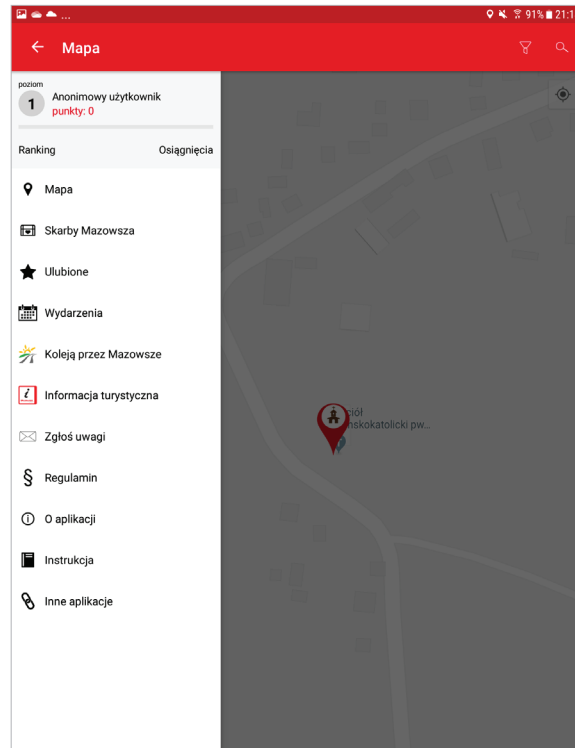 ... 91% 21:1
Mapa
poziom
1 Anonimowy użytkownik
punkty: 0
Ranking Osiągnięcia
Mapa
Skarby Mazowsza
Ulubione
Wydarzenia
Koleją przez Mazowsze
Informacja turystyczna
Zgłoś uwagi
§ Regulamin
O aplikacji
Instrukcja
Inne aplikacje
ciół
nskokatolicki pw...